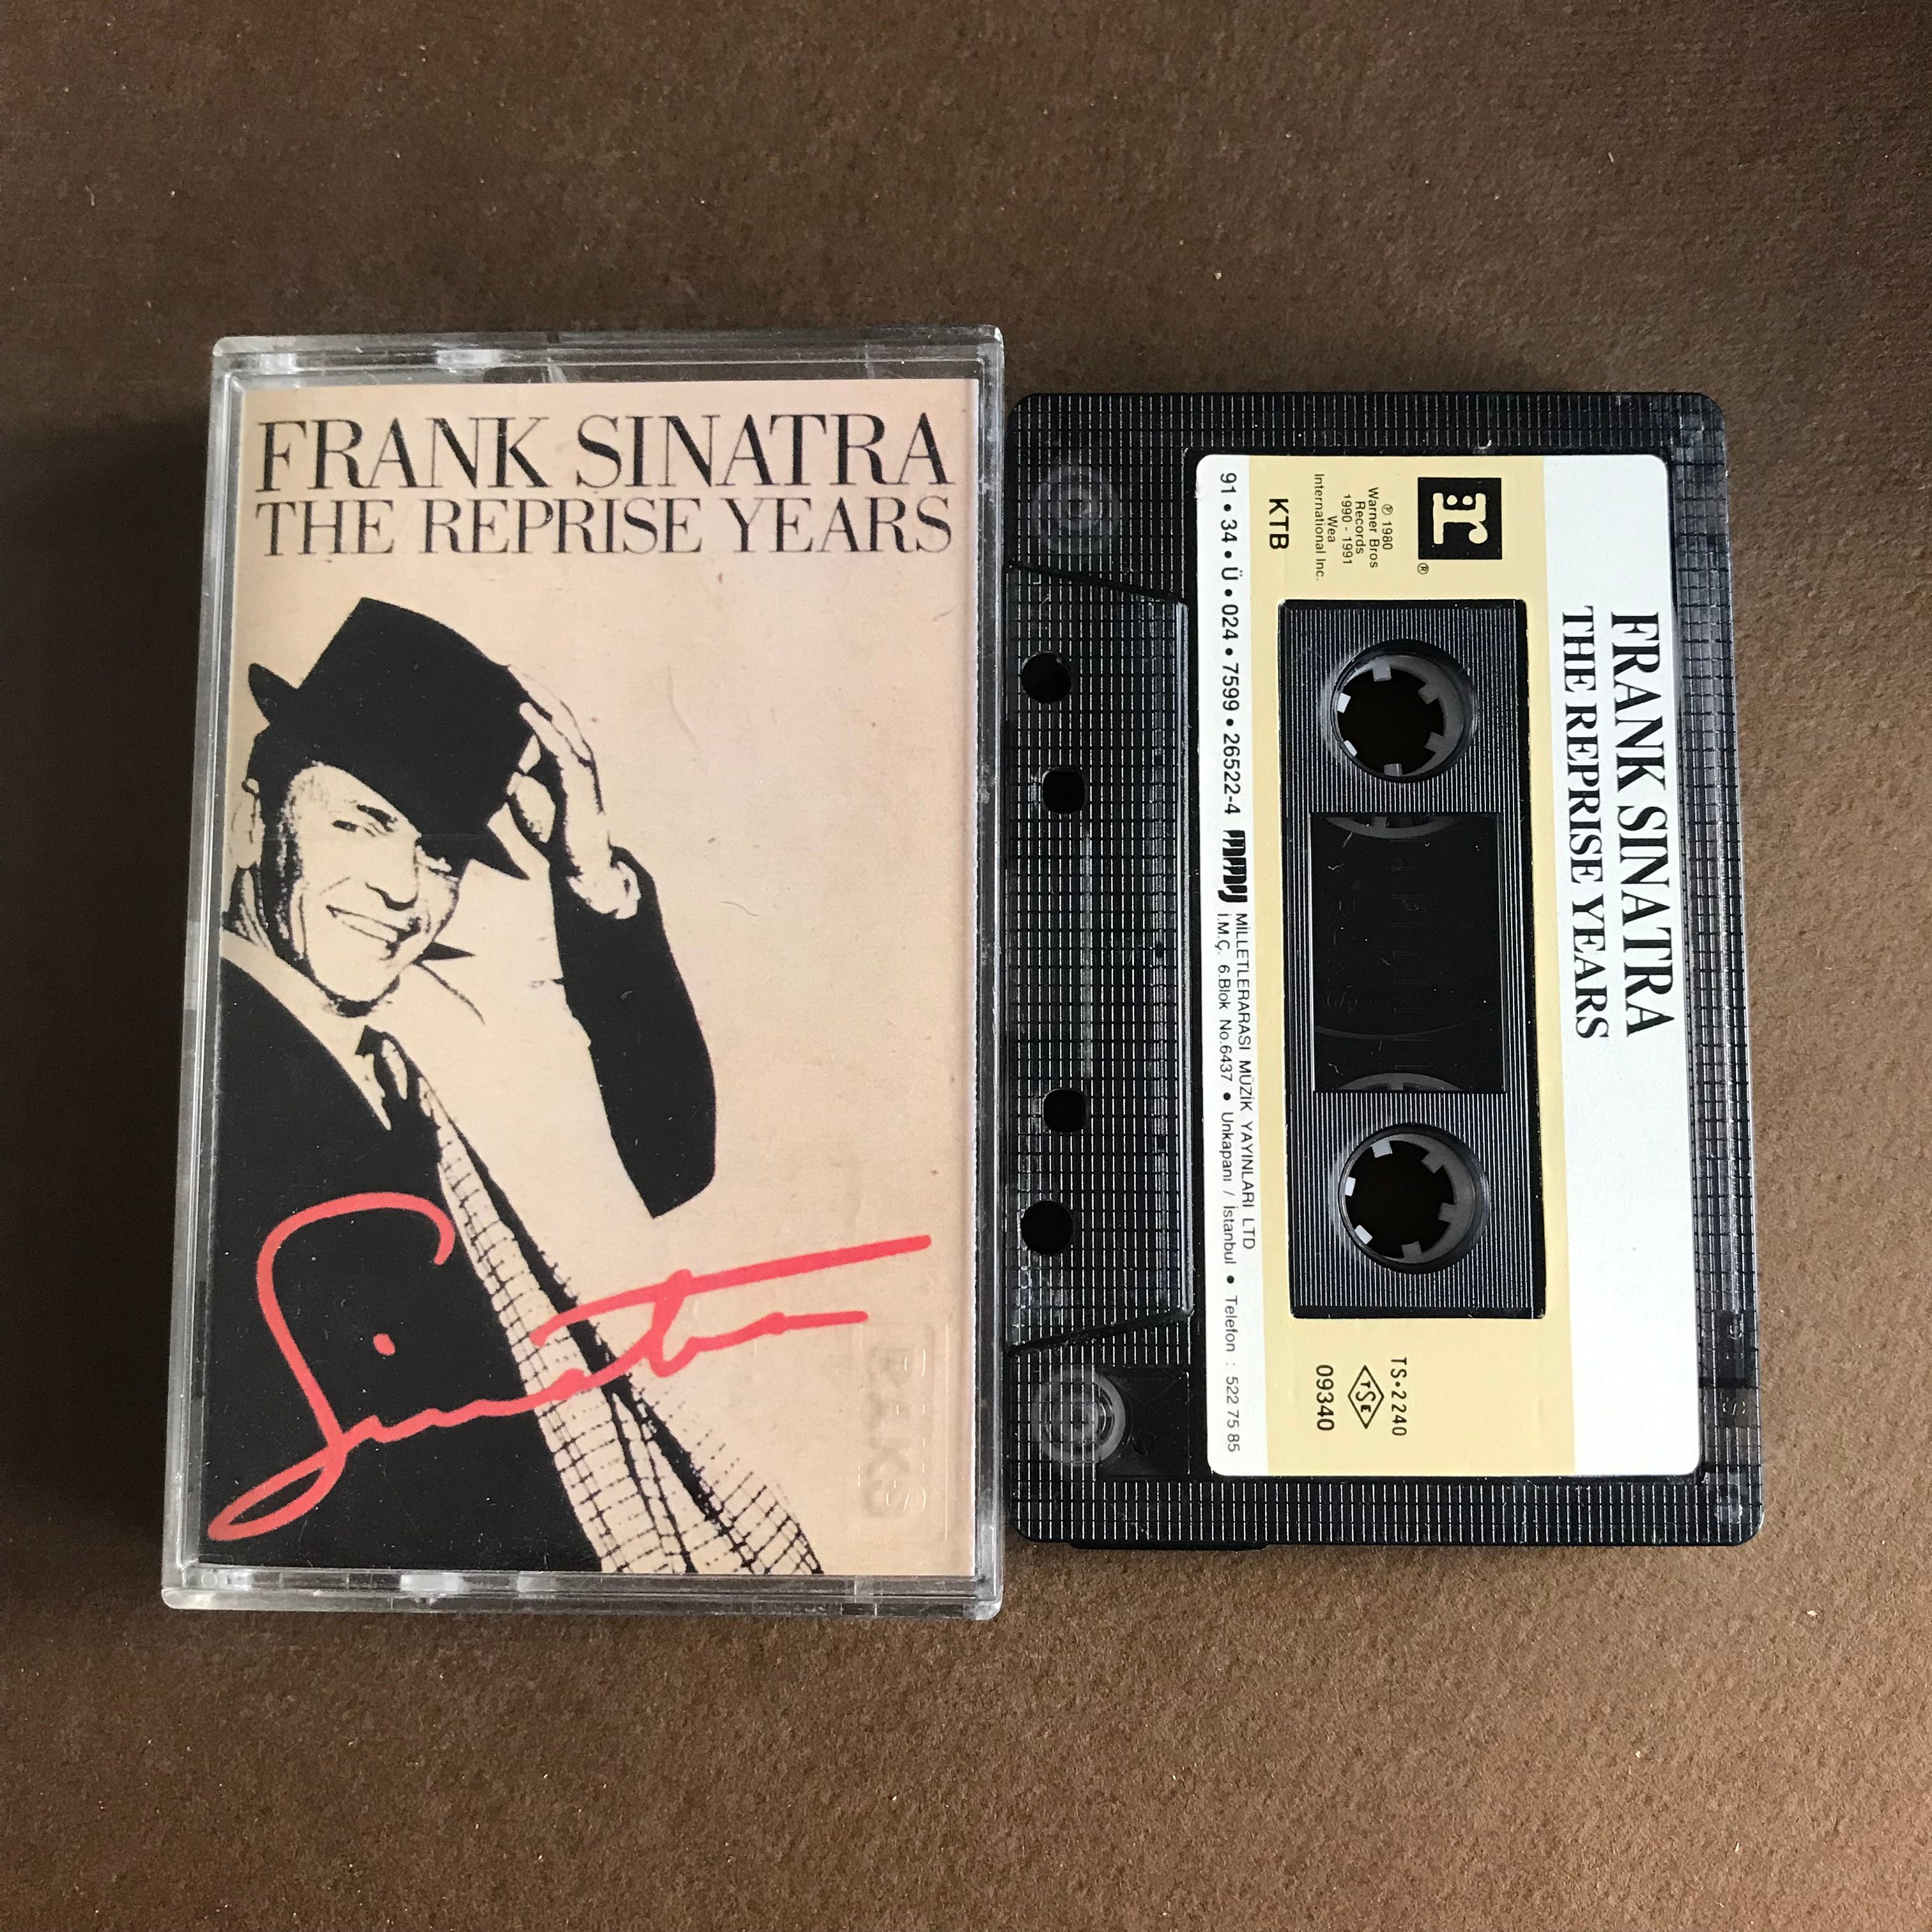 FRANK SINATRA
THE REPRISE YEARS
Sinatra
RAKS
FRANK SINATRA
THE REPRISE YEARS
r:
®
℗ 1980
Warner Bros
Records
1990 - 1991
Wea
International Inc.
KTB
TS•2240
TSE
09340
91 • 34 • Ü • 024 • 7599 • 26522-4
MİLLETLERARASI MÜZİK YAYINLARI LTD
İ.M.Ç. 6.Blok No.6437 • Unkapanı / İstanbul • Telefon : 522 75 85